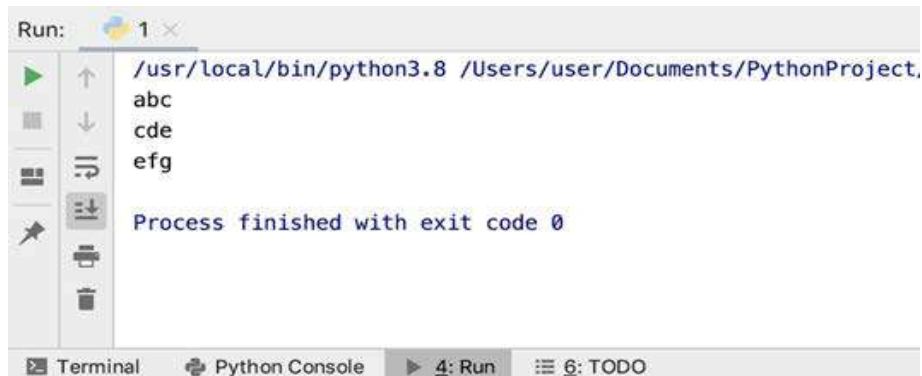 Run: 1
/usr/local/bin/python3.8 /Users/user/Documents/PythonProject/
abc
cde
efg
Process finished with exit code 0
Terminal Python Console 4: Run 6: TODO